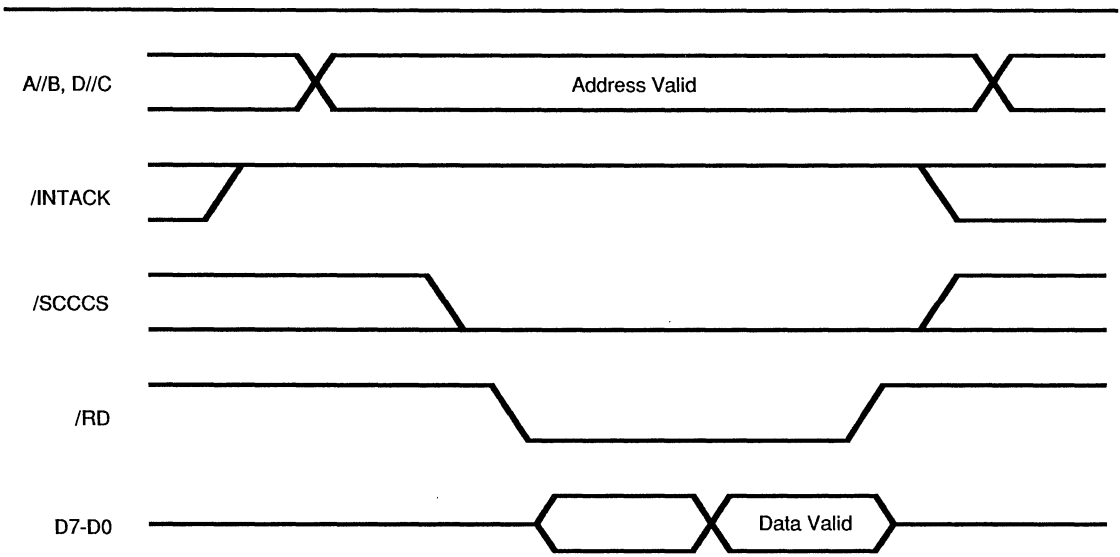 A//B, D//C
Address Valid
/INTACK
/SCCCS
/RD
D7-D0
Data Valid